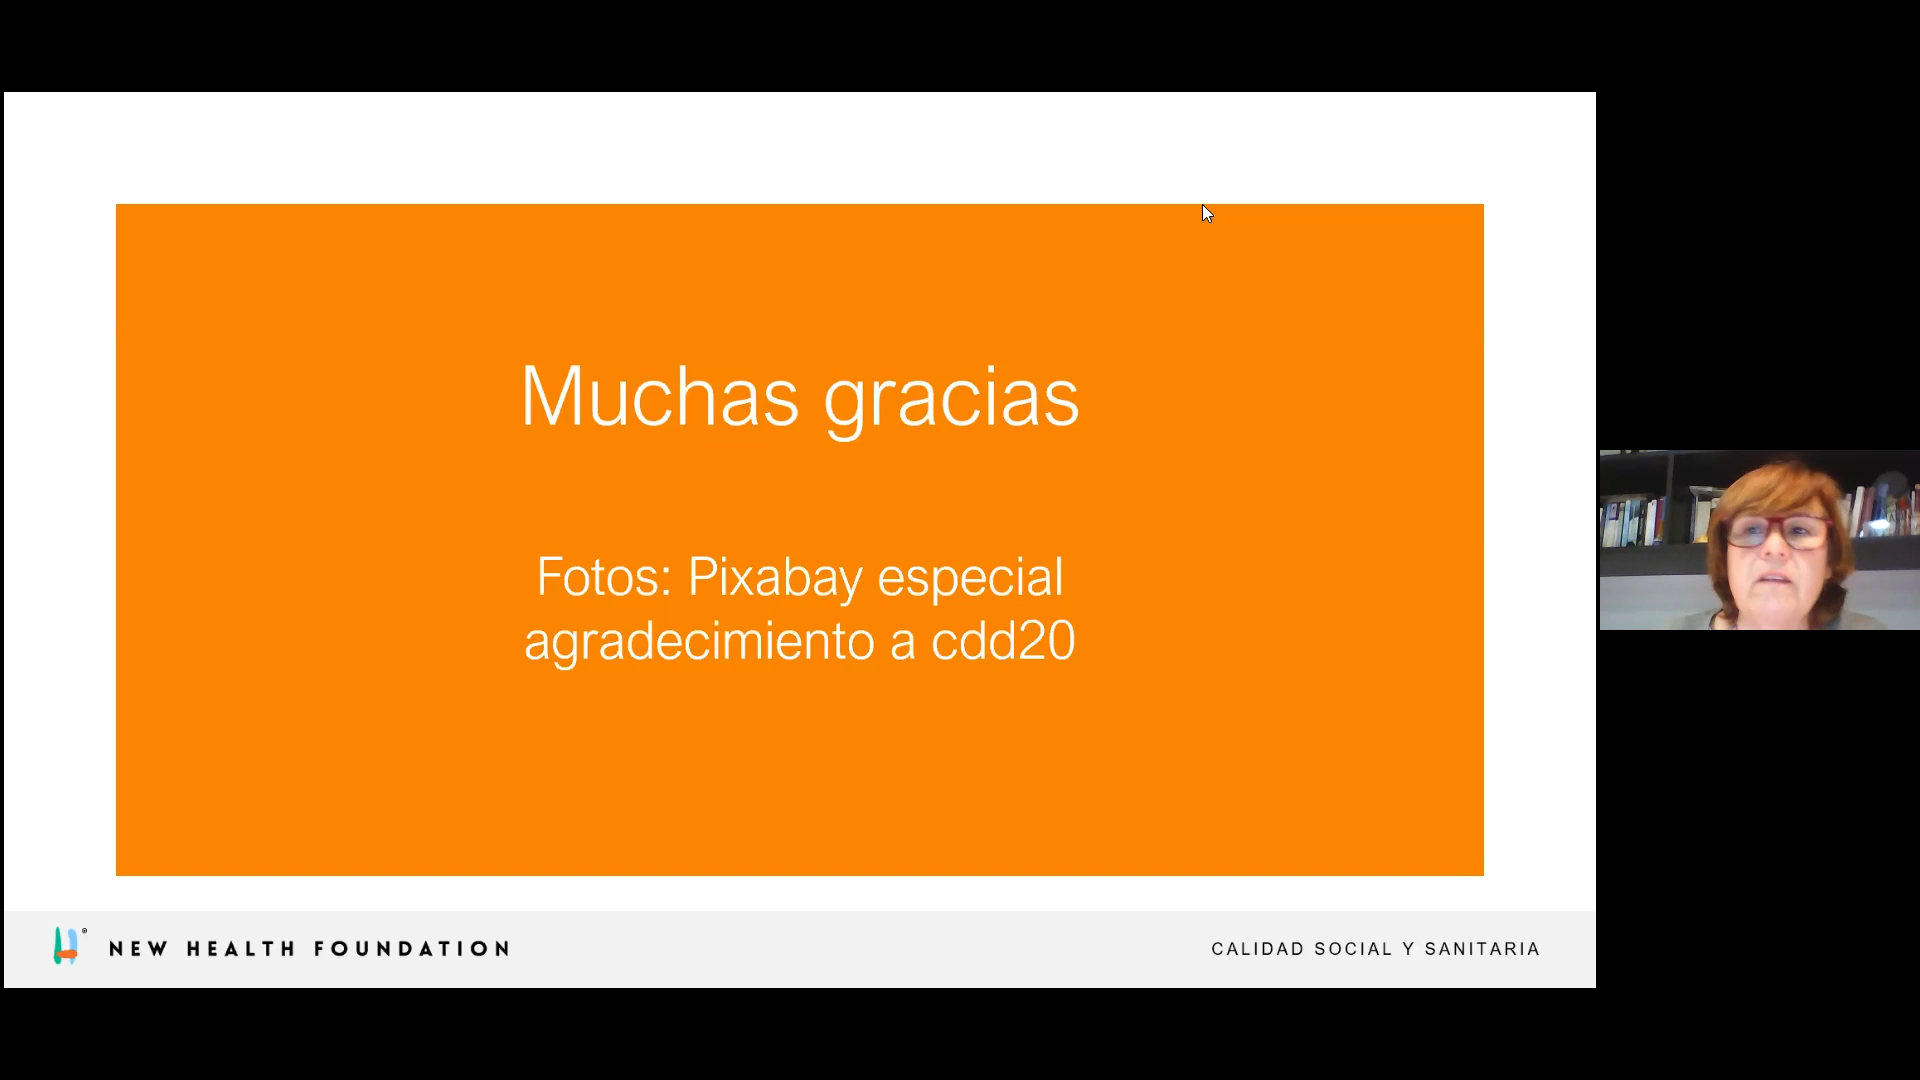 Muchas gracias
Fotos: Pixabay especial
agradecimiento a cdd20
NEW HEALTH FOUNDATION
CALIDAD SOCIAL Y SANITARIA